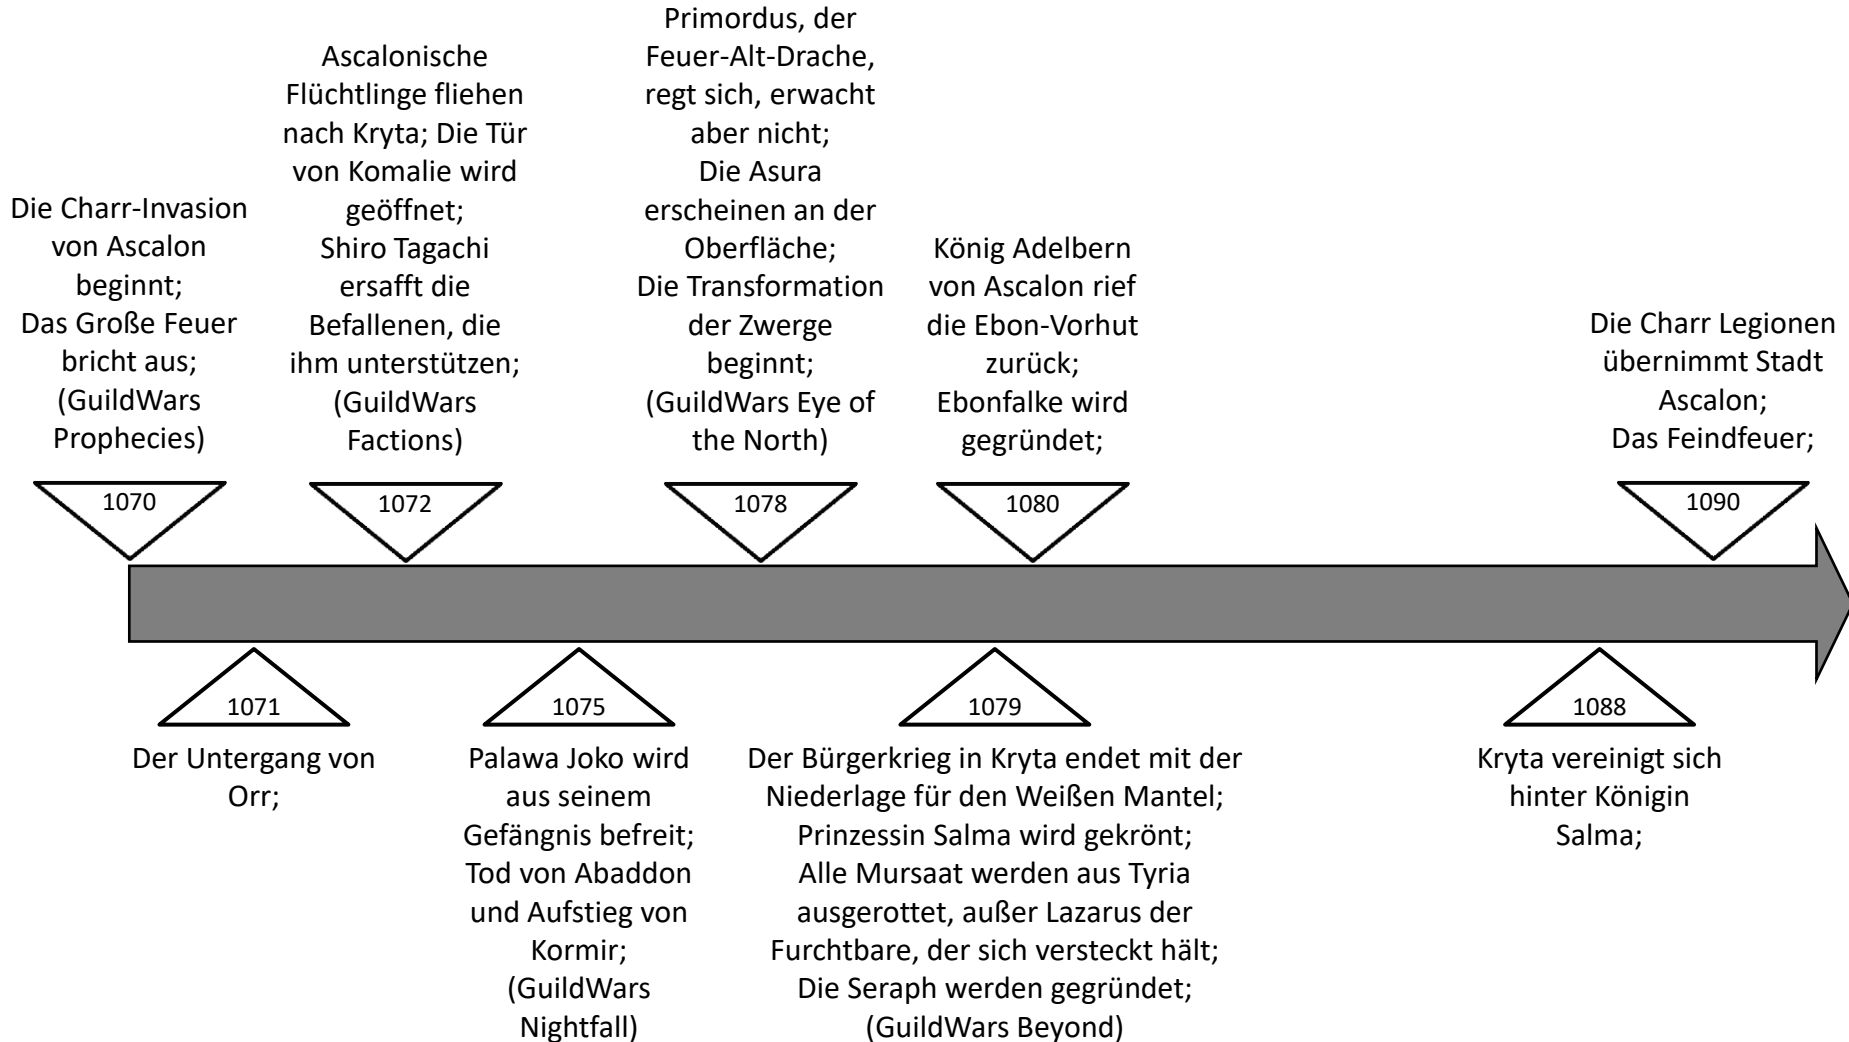 Die Charr-Invasion
von Ascalon
beginnt;
Das Große Feuer
bricht aus;
(GuildWars
Prophecies)
1070
Ascalonische
Flüchtlinge fliehen
nach Kryta; Die Tür
von Komalie wird
geöffnet;
Shiro Tagachi
ersafft die
Befallenen, die
ihm unterstützen;
(GuildWars
Factions)
1072
Primordus, der
Feuer-Alt-Drache,
regt sich, erwacht
aber nicht;
Die Asura
erscheinen an der
Oberfläche;
Die Transformation
der Zwerge
beginnt;
(GuildWars Eye of
the North)
1078
König Adelbern
von Ascalon rief
die Ebon-Vorhut
zurück;
Ebonfalke wird
gegründet;
1080
Die Charr Legionen
übernimmt Stadt
Ascalon;
Das Feindfeuer;
1090
1071
Der Untergang von
Orr;
1075
Palawa Joko wird
aus seinem
Gefängnis befreit;
Tod von Abaddon
und Aufstieg von
Kormir;
(GuildWars
Nightfall)
1079
Der Bürgerkrieg in Kryta endet mit der
Niederlage für den Weißen Mantel;
Prinzessin Salma wird gekrönt;
Alle Mursaat werden aus Tyria
ausgerottet, außer Lazarus der
Furchtbare, der sich versteckt hält;
Die Seraph werden gegründet;
(GuildWars Beyond)
1088
Kryta vereinigt sich
hinter Königin
Salma;